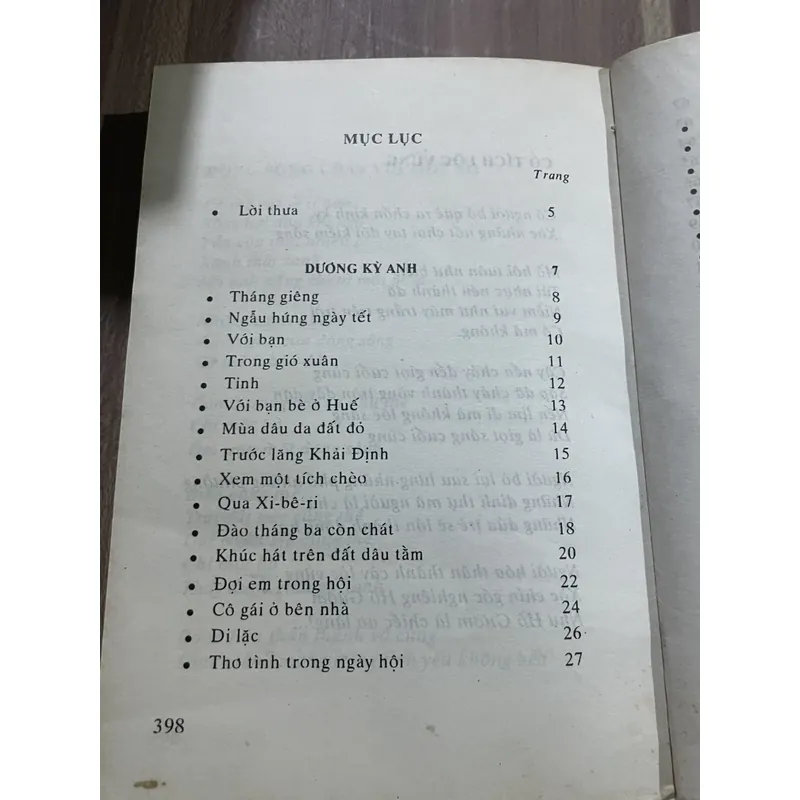 MỤC LỤC
Trang
• Lời thưa 5
DƯƠNG KỲ ANH 7
• Tháng giêng 8
• Ngẫu hứng ngày tết 9
• Với bạn 10
• Trong gió xuân 11
• Tình 12
• Với bạn bè ở Huế 13
• Mùa dâu da đất đỏ 14
• Trước lăng Khải Định 15
• Xem một tích chèo 16
• Qua Xi-bê-ri 17
• Đào tháng ba còn chát 18
• Khúc hát trên đất dâu tằm 20
• Đợi em trong hội 22
• Cô gái ở bên nhà 24
• Di lặc 26
• Thơ tình trong ngày hội 27
398